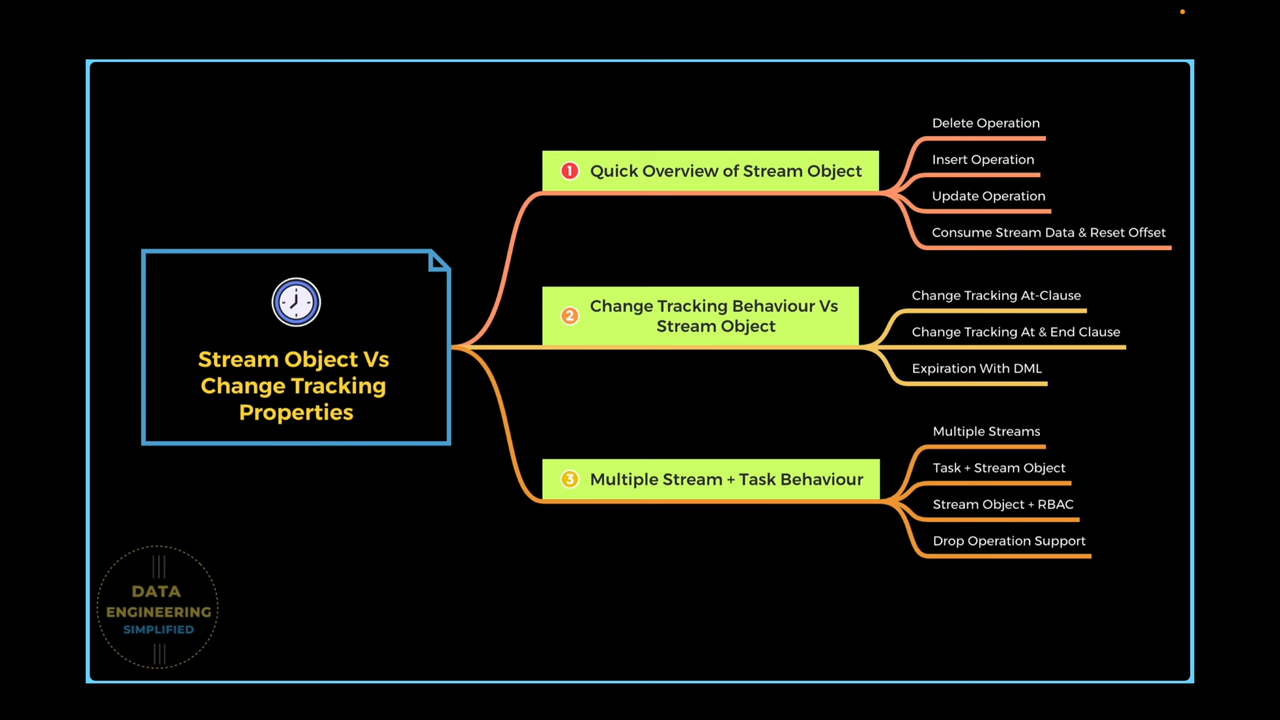 Stream Object Vs
Change Tracking
Properties
1 Quick Overview of Stream Object
Delete Operation
Insert Operation
Update Operation
Consume Stream Data & Reset Offset
2 Change Tracking Behaviour Vs
Stream Object
Change Tracking At-Clause
Change Tracking At & End Clause
Expiration With DML
3 Multiple Stream + Task Behaviour
Multiple Streams
Task + Stream Object
Stream Object + RBAC
Drop Operation Support
DATA
ENGINEERING
SIMPLIFIED